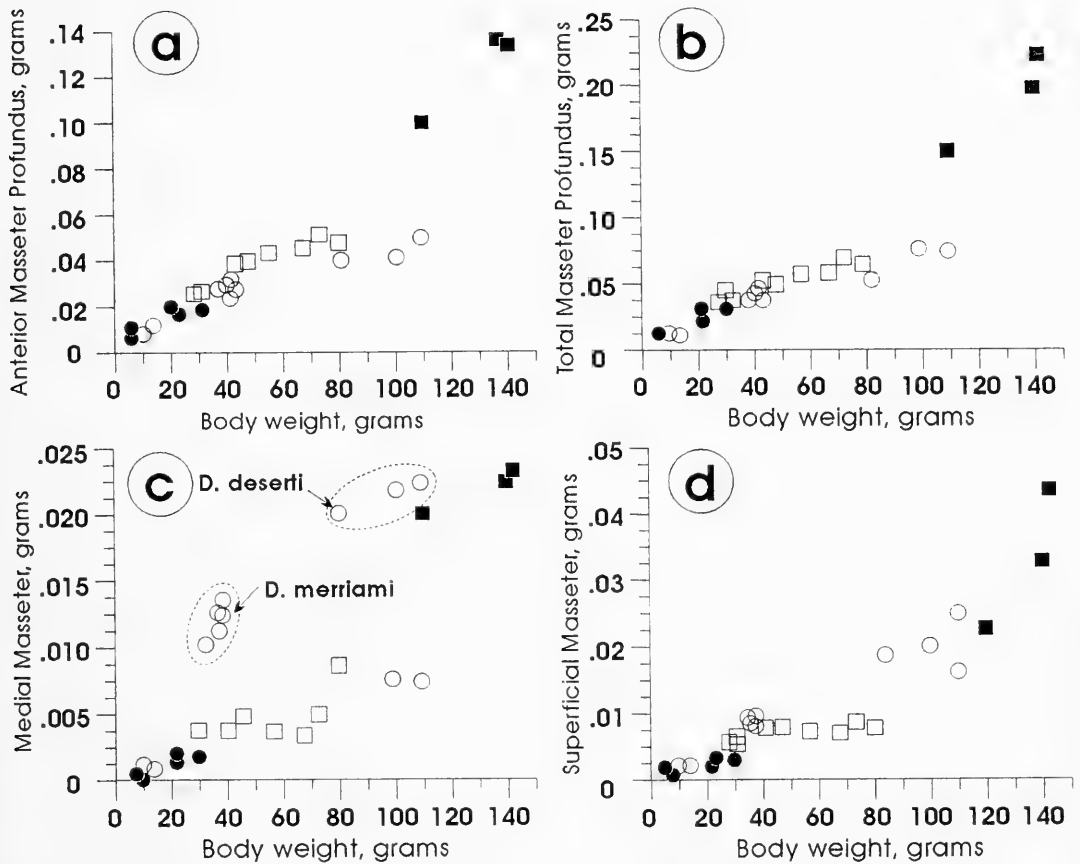 a
Anterior Masseter Profundus, grams
.14
.12
.10
.08
.06
.04
.02
0
0 20 40 60 80 100 120 140
Body weight, grams
b
Total Masseter Profundus, grams
.25
.20
.15
.10
.05
0
0 20 40 60 80 100 120 140
Body weight, grams
c
Medial Masseter, grams
.025
.020
.015
.010
.005
0
D. deserti
D. merriami
0 20 40 60 80 100 120 140
Body weight, grams
d
Superficial Masseter, grams
.05
.04
.03
.02
.01
0
0 20 40 60 80 100 120 140
Body weight, grams